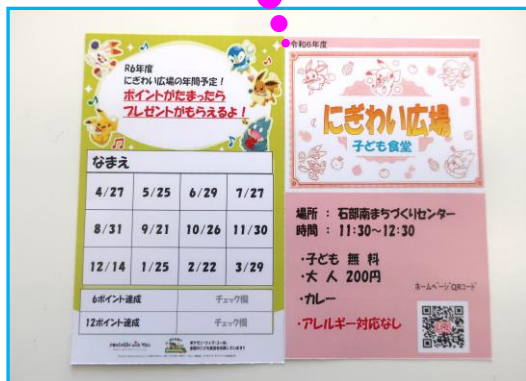 R6年度
にぎわい広場の年間予定！
ポイントがたまったら
プレゼントがもらえるよ！
なまえ
4/27 5/25 6/29 7/27
8/31 9/21 10/26 11/30
12/14 1/25 2/22 3/29
6ポイント達成 チェック欄
12ポイント達成 チェック欄
令和6年度
にぎわい広場
子ども食堂
場所 : 石部南まちづくりセンター
時間 : 11:30～12:30
・子ども 無料
・大人 200円
・カレー
ホームページQRコード
・アレルギー対応なし